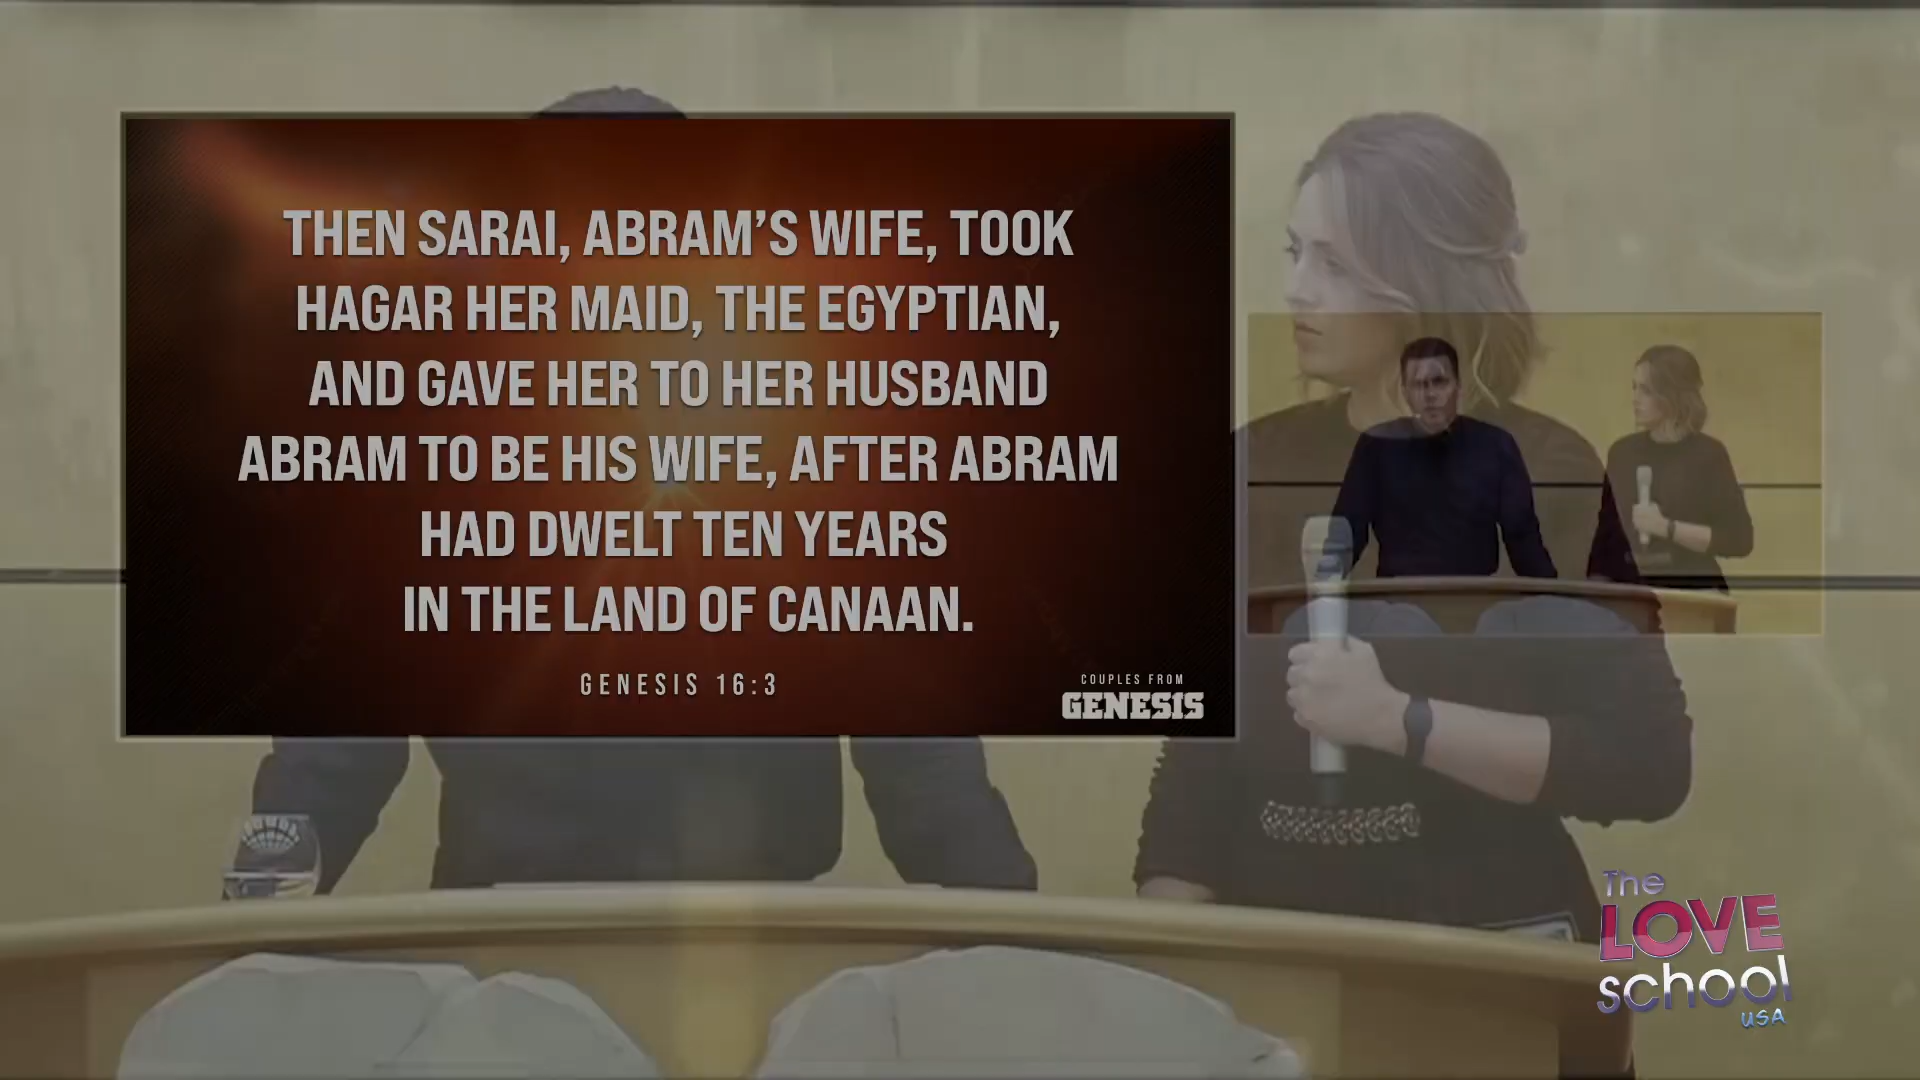 THEN SARAI, ABRAM'S WIFE, TOOK
HAGAR HER MAID, THE EGYPTIAN,
AND GAVE HER TO HER HUSBAND
ABRAM TO BE HIS WIFE, AFTER ABRAM
HAD DWELT TEN YEARS
IN THE LAND OF CANAAN.
GENESIS 16:3
COUPLES FROM
GENESIS
The
LOVE
school
USA